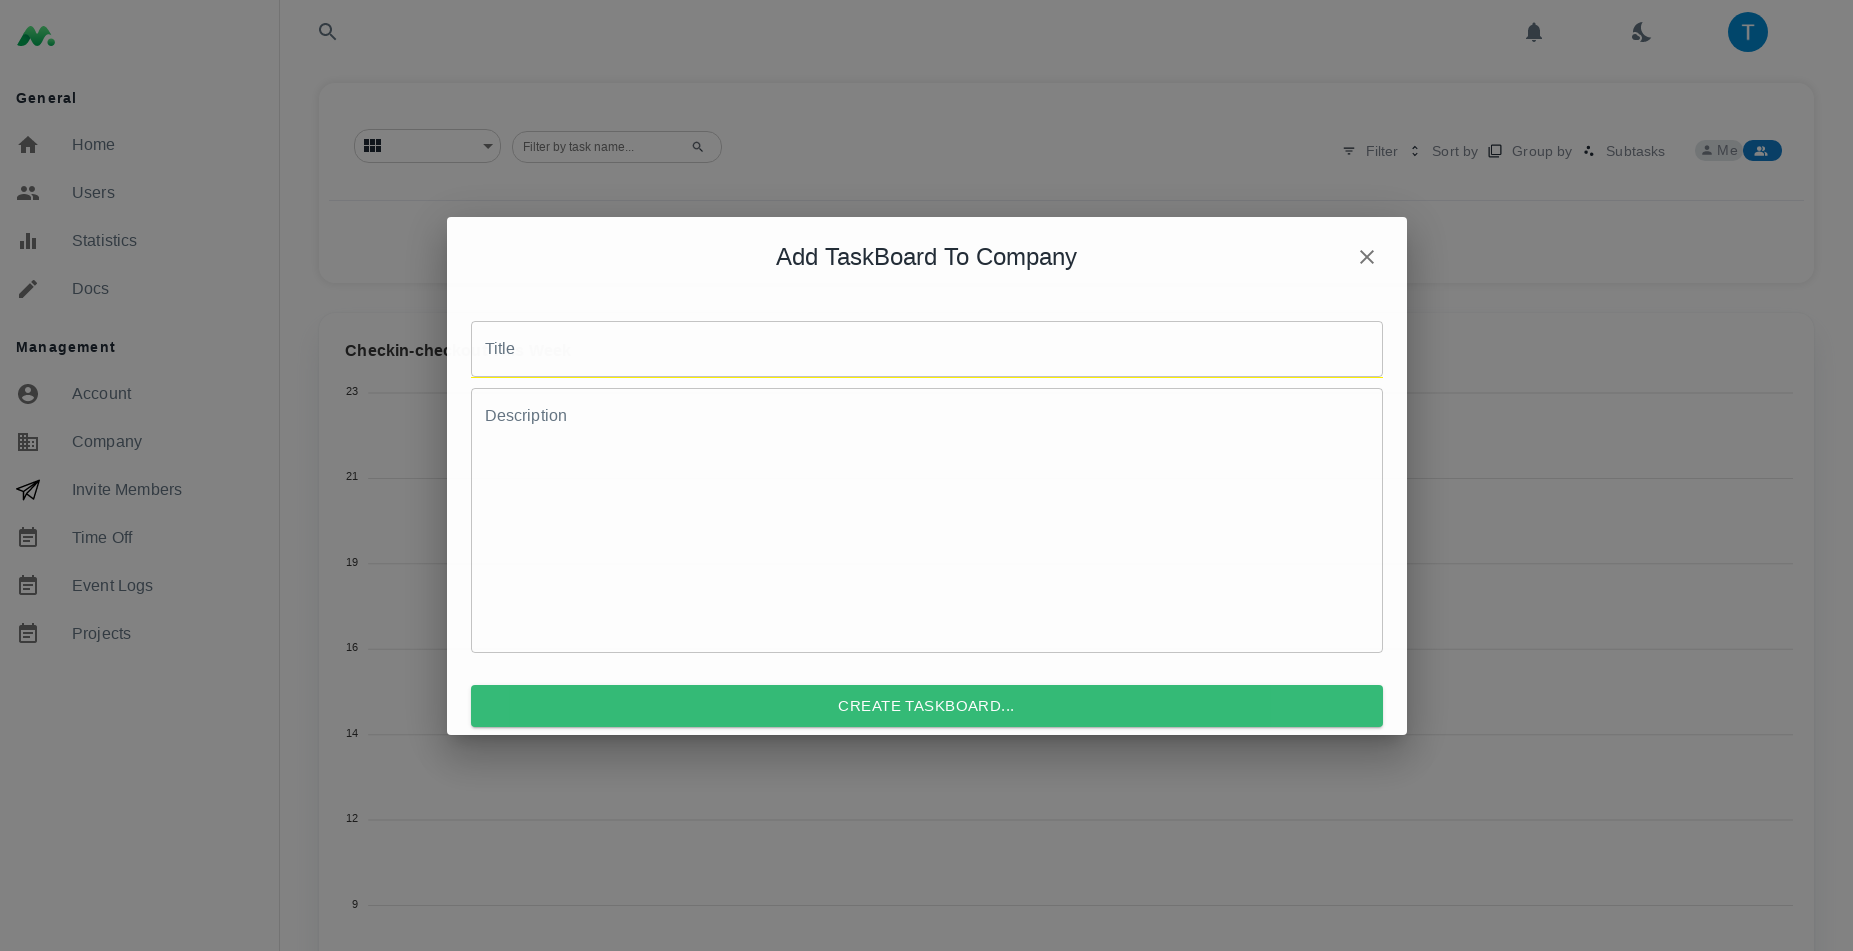 General
Home
Users
Statistics
Docs
Management
Account
Company
Invite Members
Time Off
Event Logs
Projects
T
Filter by task name...
Filter
Sort by
Group by
Subtasks
Me
Add TaskBoard To Company
Title
Description
CREATE TASKBOARD...
Checkin-chec
23
21
19
16
14
12
9